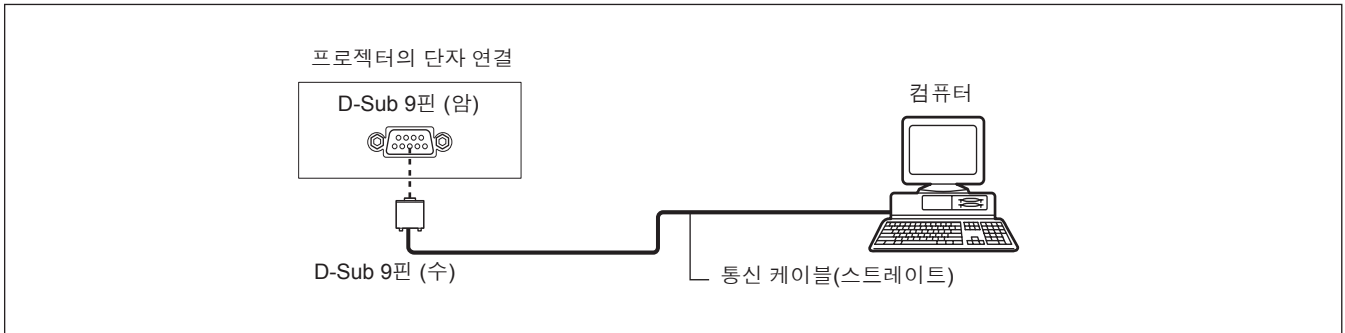 프로젝터의 단자 연결
D-Sub 9핀 (암)
컴퓨터
D-Sub 9핀 (수)
통신 케이블(스트레이트)